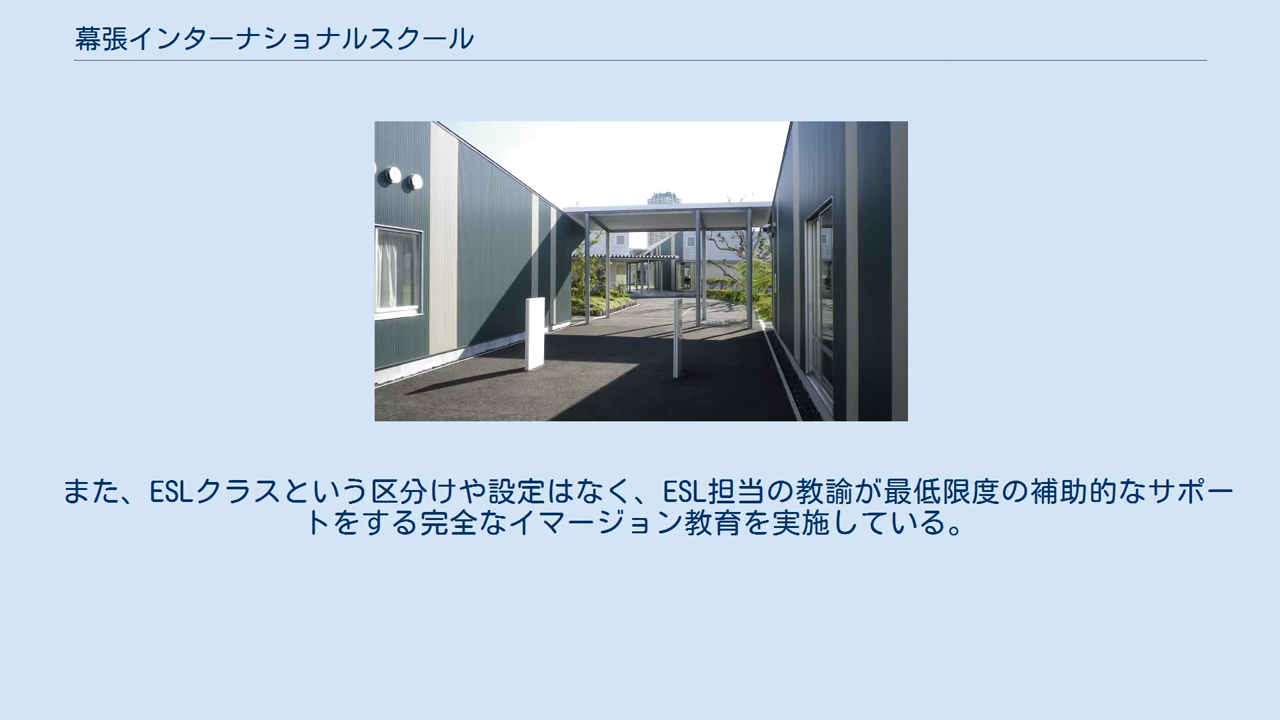 幕張インターナショナルスクール
また、ESLクラスという区分けや設定はなく、ESL担当の教諭が最低限度の補助的なサポー
トをする完全なイマージョン教育を実施している。